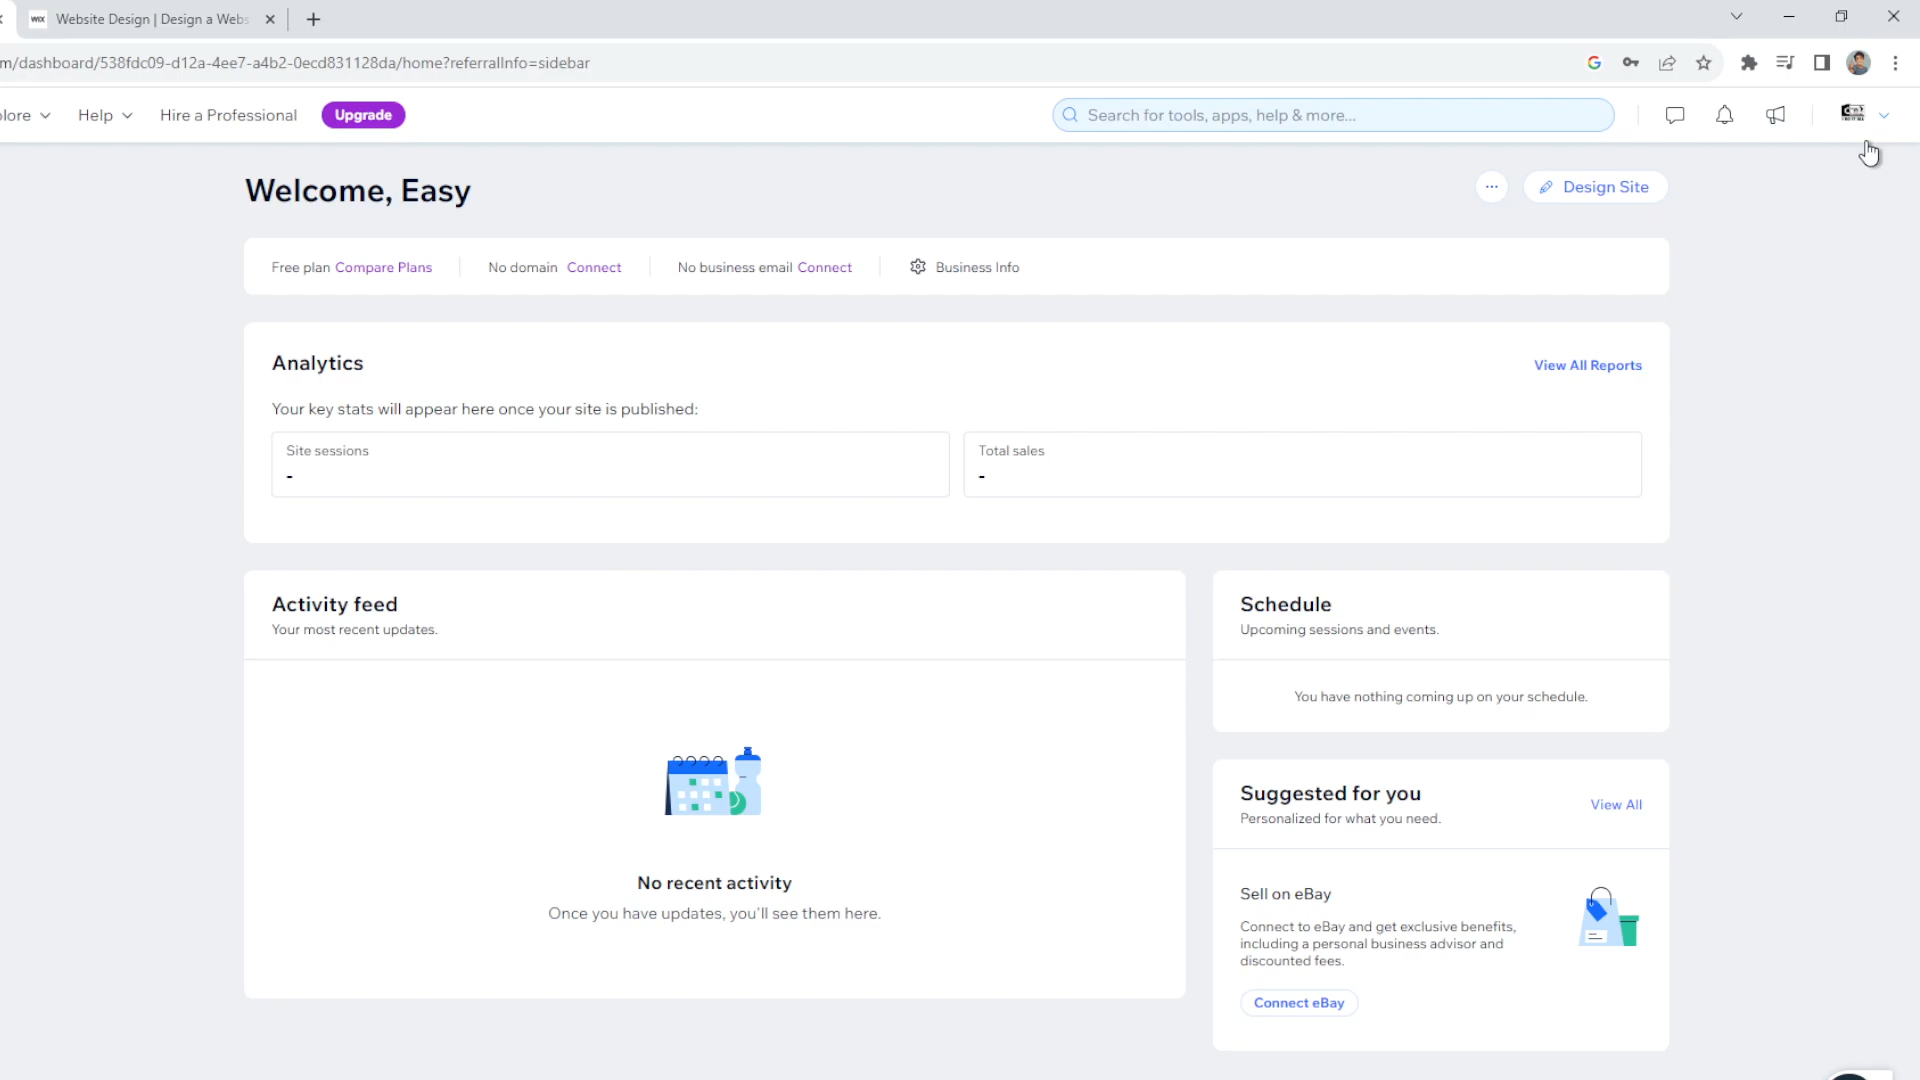 WIX Website Design | Design a Webs
m/dashboard/538fdc09-d12a-4ee7-a4b2-0ecd831128da/home?referralInfo=sidebar
plore Help Hire a Professional Upgrade Search for tools, apps, help & more...
Welcome, Easy
... Design Site
Free plan Compare Plans No domain Connect No business email Connect Business Info
Analytics
View All Reports
Your key stats will appear here once your site is published:
Site sessions
-
Total sales
-
Activity feed
Your most recent updates.
No recent activity
Once you have updates, you'll see them here.
Schedule
Upcoming sessions and events.
You have nothing coming up on your schedule.
Suggested for you
View All
Personalized for what you need.
Sell on eBay
Connect to eBay and get exclusive benefits,
including a personal business advisor and
discounted fees.
Connect eBay